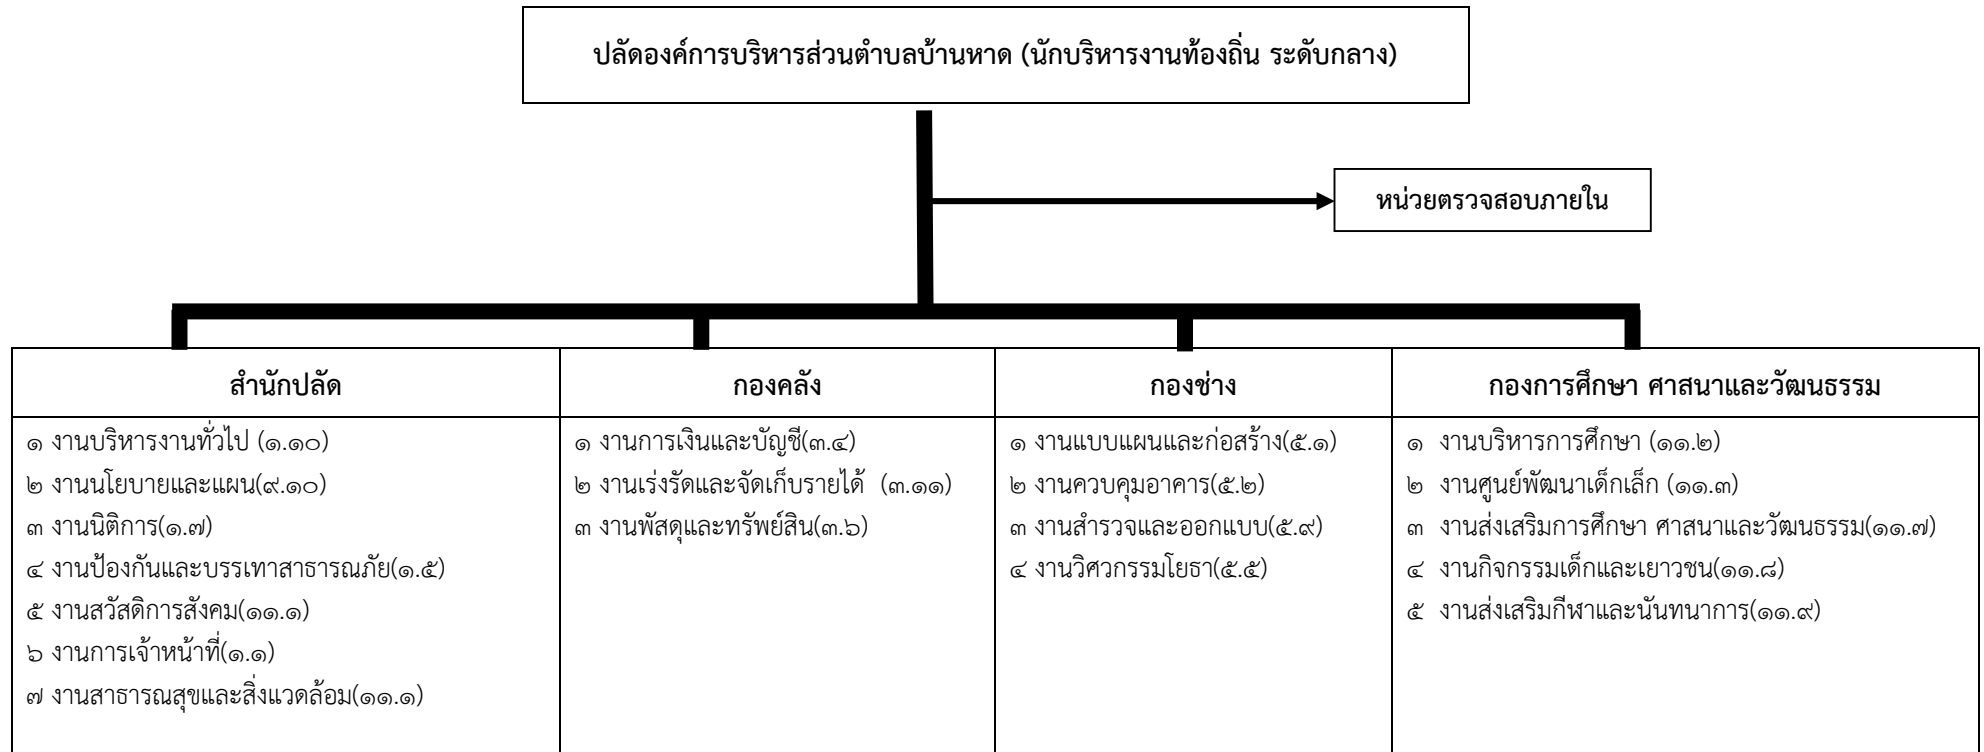 ปลัดองค์การบริหารส่วนตำบลบ้านหาด (นักบริหารงานท้องถิ่น ระดับกลาง)
หน่วยตรวจสอบภายใน
สำนักปลัด
๑ งานบริหารงานทั่วไป (๑.๑๐)
๒ งานนโยบายและแผน(๙.๑๐)
๓ งานนิติการ(๑.๗)
๔ งานป้องกันและบรรเทาสาธารณภัย(๑.๕)
๕ งานสวัสดิการสังคม(๑๑.๑)
๖ งานการเจ้าหน้าที่(๑.๑)
๗ งานสาธารณสุขและสิ่งแวดล้อม(๑๑.๑)
กองคลัง
๑ งานการเงินและบัญชี(๓.๔)
๒ งานเร่งรัดและจัดเก็บรายได้ (๓.๑๑)
๓ งานพัสดุและทรัพย์สิน(๓.๖)
กองช่าง
๑ งานแบบแผนและก่อสร้าง(๕.๑)
๒ งานควบคุมอาคาร(๕.๒)
๓ งานสำรวจและออกแบบ(๕.๙)
๔ งานวิศวกรรมโยธา(๕.๕)
กองการศึกษา ศาสนาและวัฒนธรรม
๑ งานบริหารการศึกษา (๑๑.๒)
๒ งานศูนย์พัฒนาเด็กเล็ก (๑๑.๓)
๓ งานส่งเสริมการศึกษา ศาสนาและวัฒนธรรม(๑๑.๗)
๔ งานกิจกรรมเด็กและเยาวชน(๑๑.๘)
๕ งานส่งเสริมกีฬาและนันทนาการ(๑๑.๙)